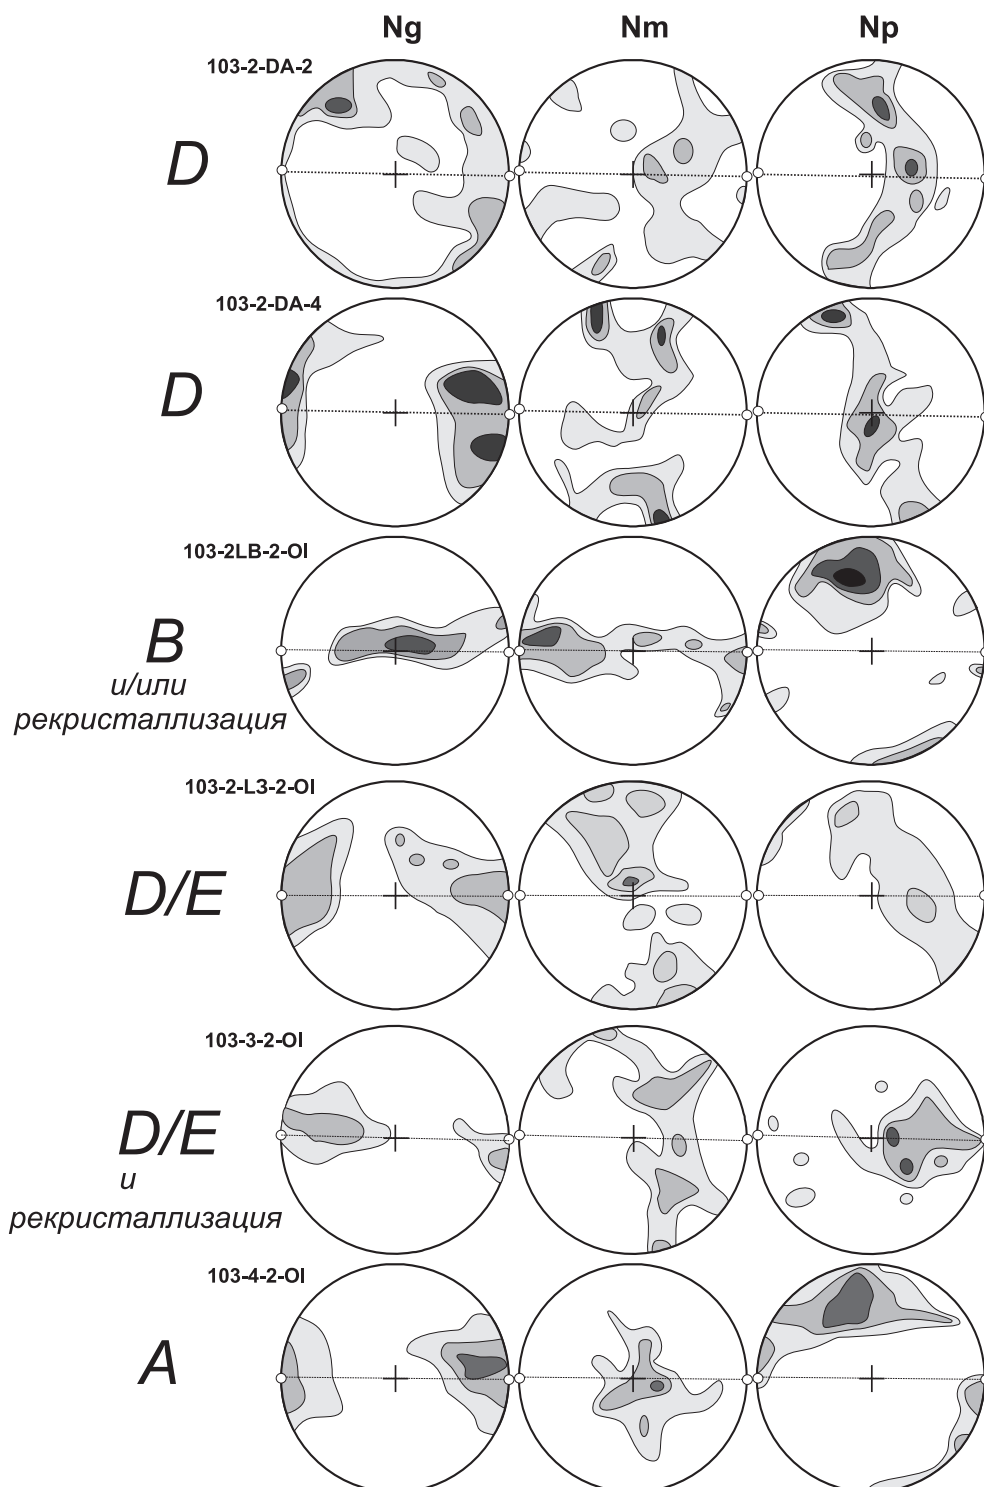 Ng Nm Np
103-2-DA-2
D
103-2-DA-4
D
103-2LB-2-Ol
B
и/или
рекристаллизация
103-2-L3-2-Ol
D/E
103-3-2-Ol
D/E
и
рекристаллизация
103-4-2-Ol
A